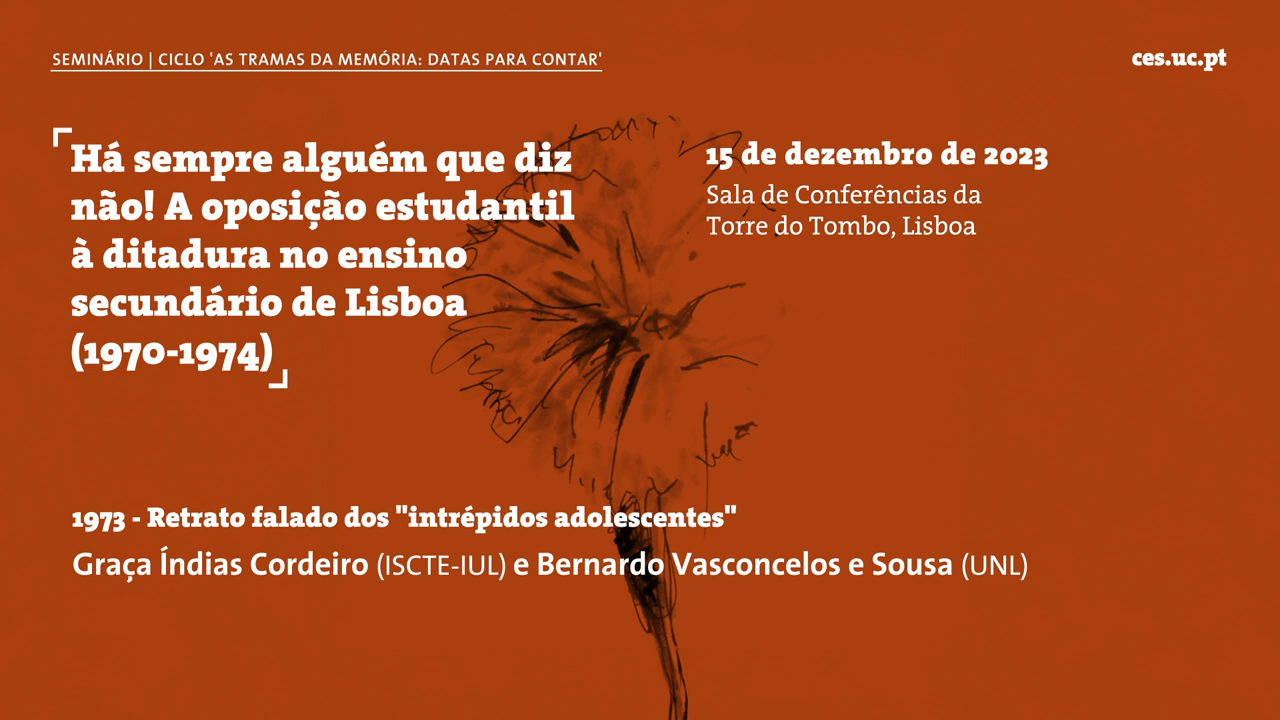 SEMINÁRIO | CICLO 'AS TRAMAS DA MEMÓRIA: DATAS PARA CONTAR'
ces.uc.pt
Há sempre alguém que diz
não! A oposição estudantil
à ditadura no ensino
secundário de Lisboa
(1970-1974)
15 de dezembro de 2023
Sala de Conferências da
Torre do Tombo, Lisboa
1973 - Retrato falado dos "intrépidos adolescentes"
Graça Índias Cordeiro (ISCTE-IUL) e Bernardo Vasconcelos e Sousa (UNL)